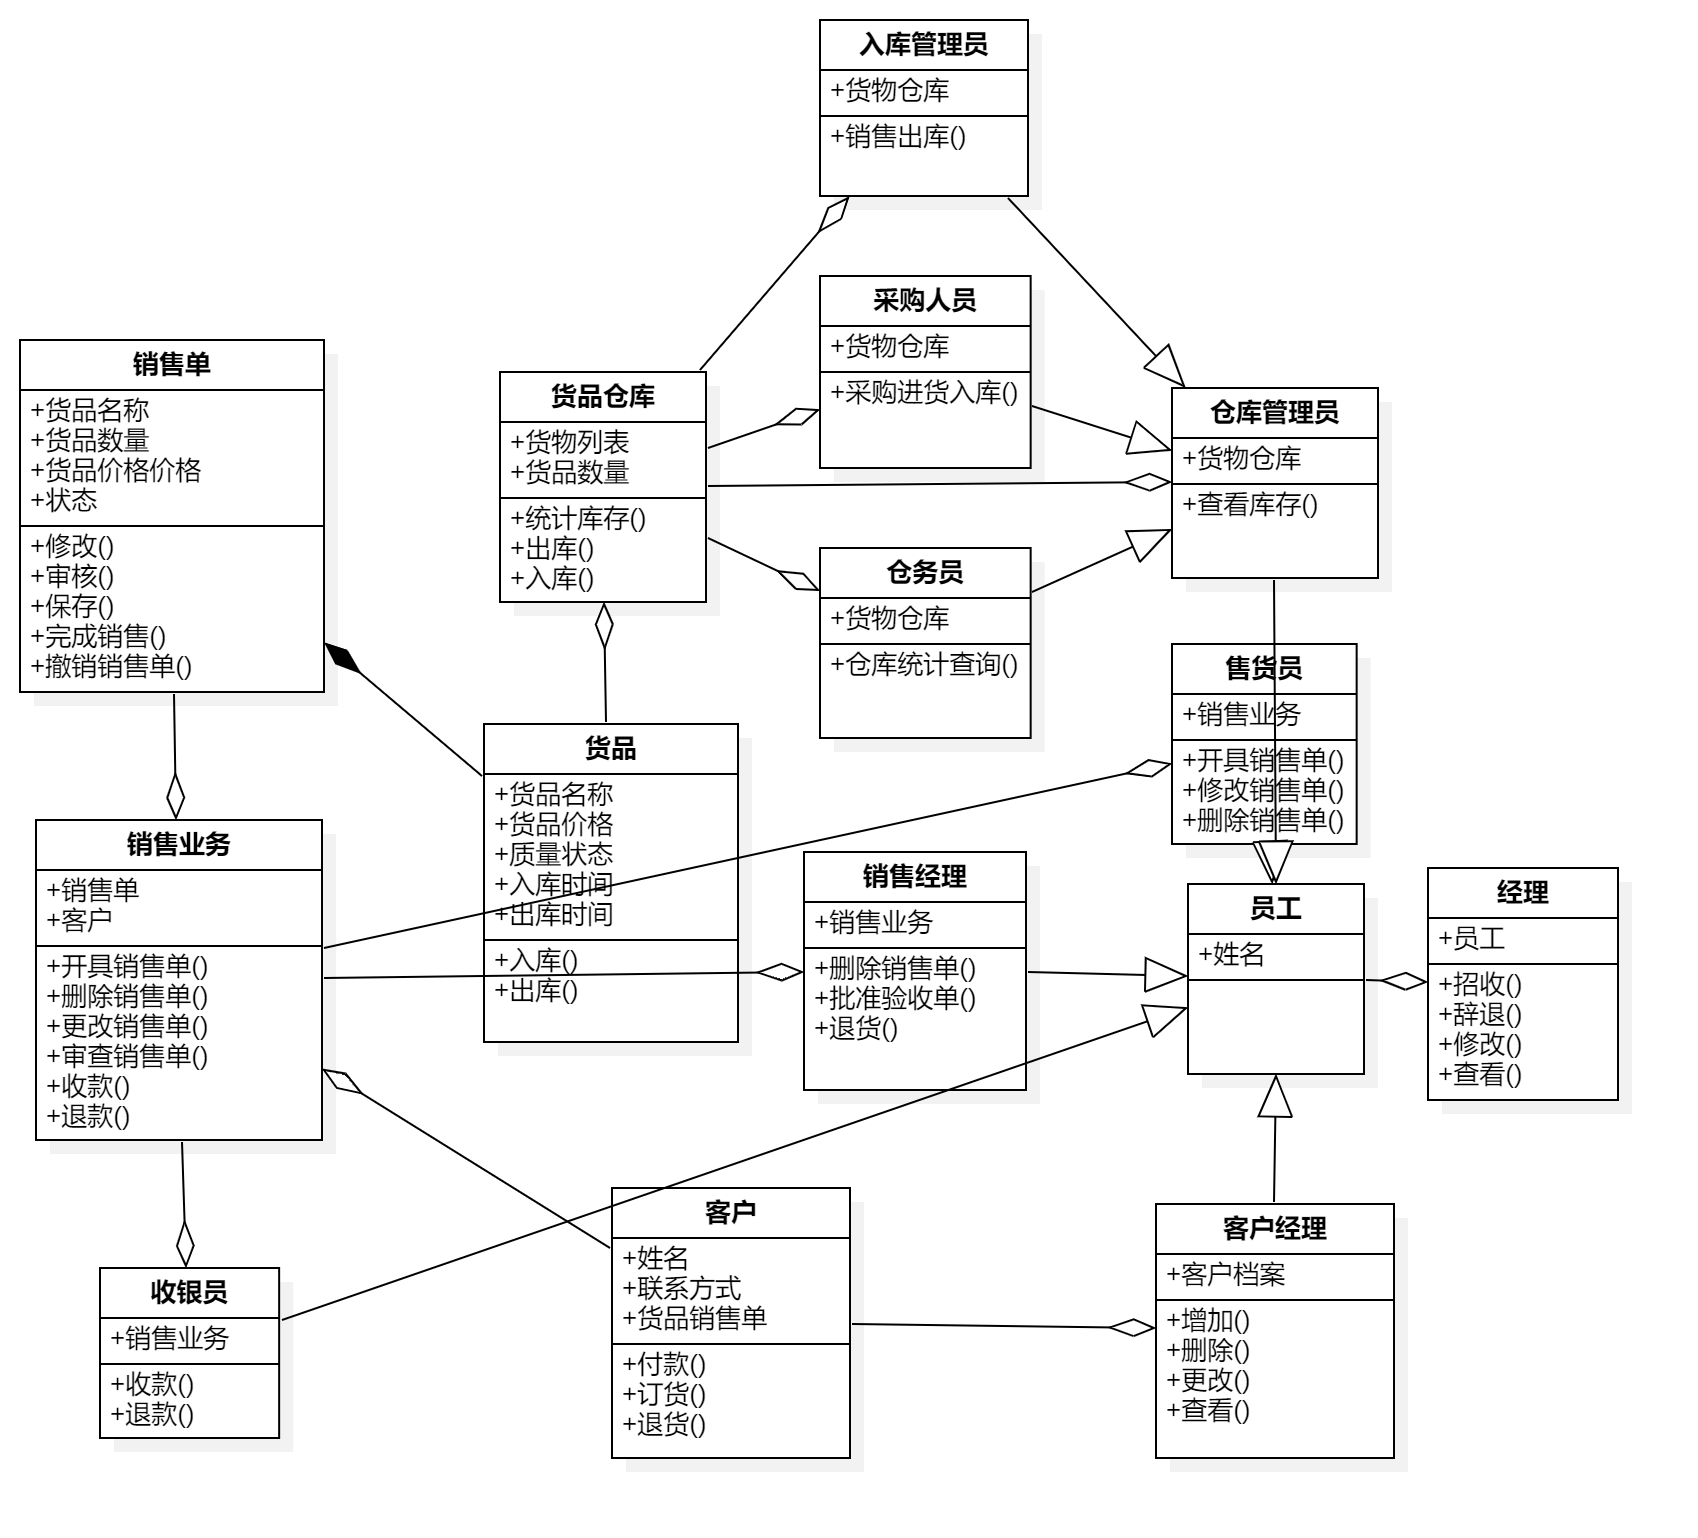 入库管理员
+货物仓库
+销售出库()
采购人员
+货物仓库
+采购进货入库()
销售单
+货品名称
+货品数量
+货品价格价格
+状态
+修改()
+审核()
+保存()
+完成销售()
+撤销销售单()
货品仓库
+货物列表
+货品数量
+统计库存()
+出库()
+入库()
仓库管理员
+货物仓库
+查看库存()
仓务员
+货物仓库
+仓库统计查询()
售货员
+销售业务
+开具销售单()
+修改销售单()
+删除销售单()
货品
+货品名称
+货品价格
+质量状态
+入库时间
+出库时间
+入库()
+出库()
销售业务
+销售单
+客户
+开具销售单()
+删除销售单()
+更改销售单()
+审查销售单()
+收款()
+退款()
销售经理
+销售业务
+删除销售单()
+批准验收单()
+退货()
员工
+姓名
经理
+员工
+招收()
+辞退()
+修改()
+查看()
客户
+姓名
+联系方式
+货品销售单
+付款()
+订货()
+退货()
客户经理
+客户档案
+增加()
+删除()
+更改()
+查看()
收银员
+销售业务
+收款()
+退款()